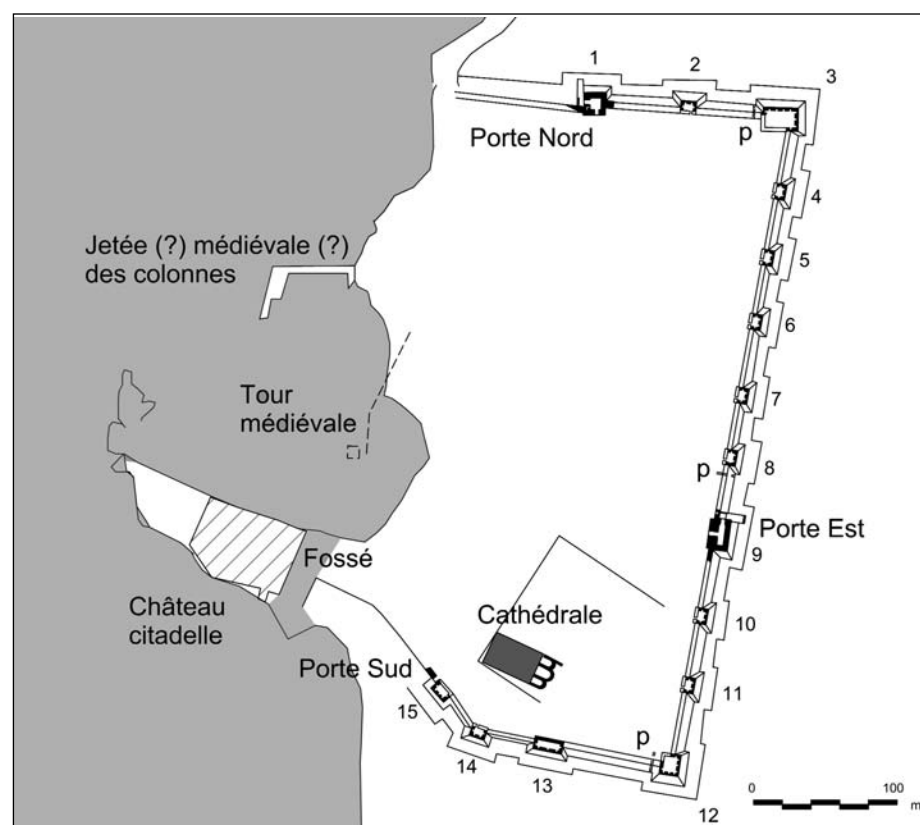 1
2
3
Porte Nord
p
4
Jetée (?) médiévale (?)
des colonnes
5
6
Tour
médiévale
7
8
p
Porte Est
9
Fossé
Château
citadelle
Cathédrale
10
Porte Sud
11
15
14
13
p
12
0
100
m